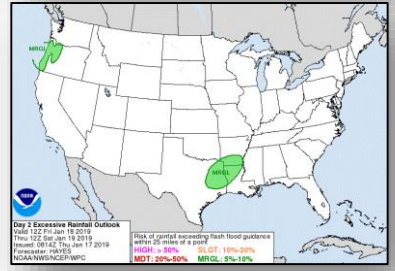 MRGL
MRGL
NOAA
Day 2 Excessive Rainfall Outlook
Valid 12Z Fri Jan 18 2019
Thru 12Z Sat Jan 19 2019
Issued: 0814Z Thu Jan 17 2019
Forecaster: HAYES
NOAA/NWS/NCEP/WPC
Risk of rainfall exceeding flash flood guidance
within 25 miles of a point
HIGH: > 50% SLGT: 10%-20%
MDT: 20%-50% MRGL: 5%-10%